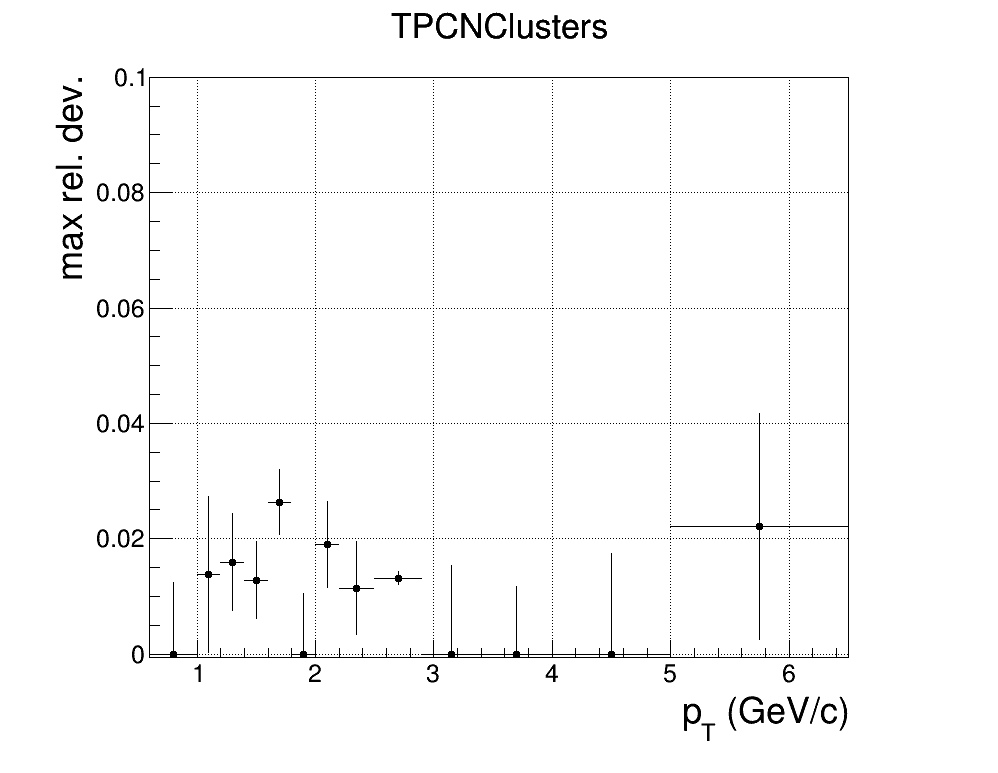 TPCNClusters
max rel. dev.
0.1
0.08
0.06
0.04
0.02
0
1 2 3 4 5 6
p_T (GeV/c)